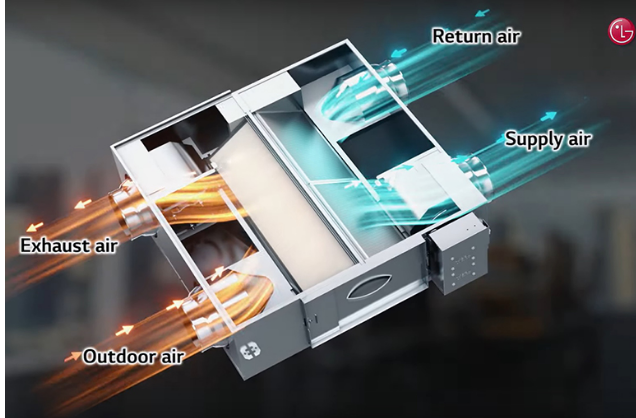 Return air
LG
Supply air
Exhaust air
Outdoor air